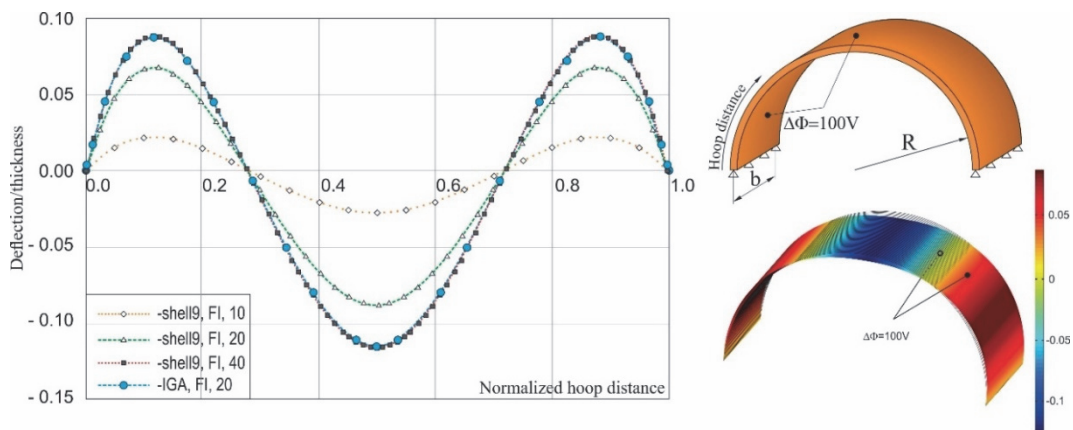 0.10
0.05
0.00
- 0.05
- 0.10
- 0.15
Deflection/thickness
0.0
0.2
0.4
0.6
0.8
1.0
Normalized hoop distance
-shell9, FI, 10
-shell9, FI, 20
-shell9, FI, 40
-IGA, FI, 20
Hoop distance
ΔΦ=100V
R
b
ΔΦ=100V
0.05
0
-0.05
-0.1